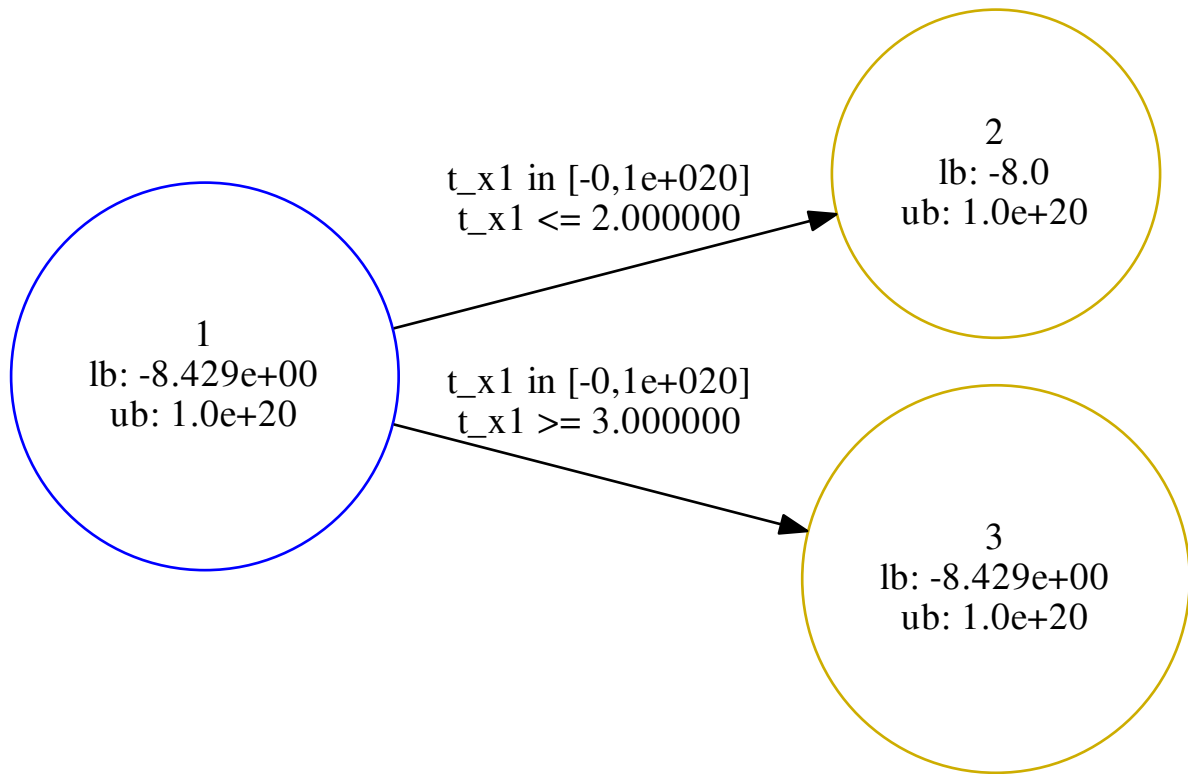 1
lb: -8.429e+00
ub: 1.0e+20
t_x1 in [-0,1e+020]
t_x1 <= 2.000000
2
lb: -8.0
ub: 1.0e+20
t_x1 in [-0,1e+020]
t_x1 >= 3.000000
3
lb: -8.429e+00
ub: 1.0e+20